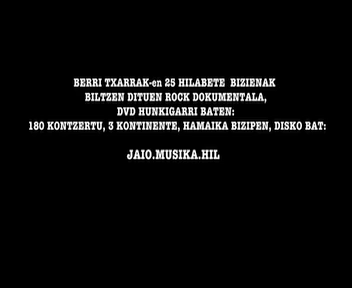 BERRI TXARRAK-en 25 HILABETE BIZIENAK
BILTZEN DITUEN ROCK DOKUMENTALA,
DVD HUNKIGARRI BATEN:
180 KONTZERTU, 3 KONTINENTE, HAMAIKA BIZIPEN, DISKO BAT:
JAIO.MUSIKA.HIL